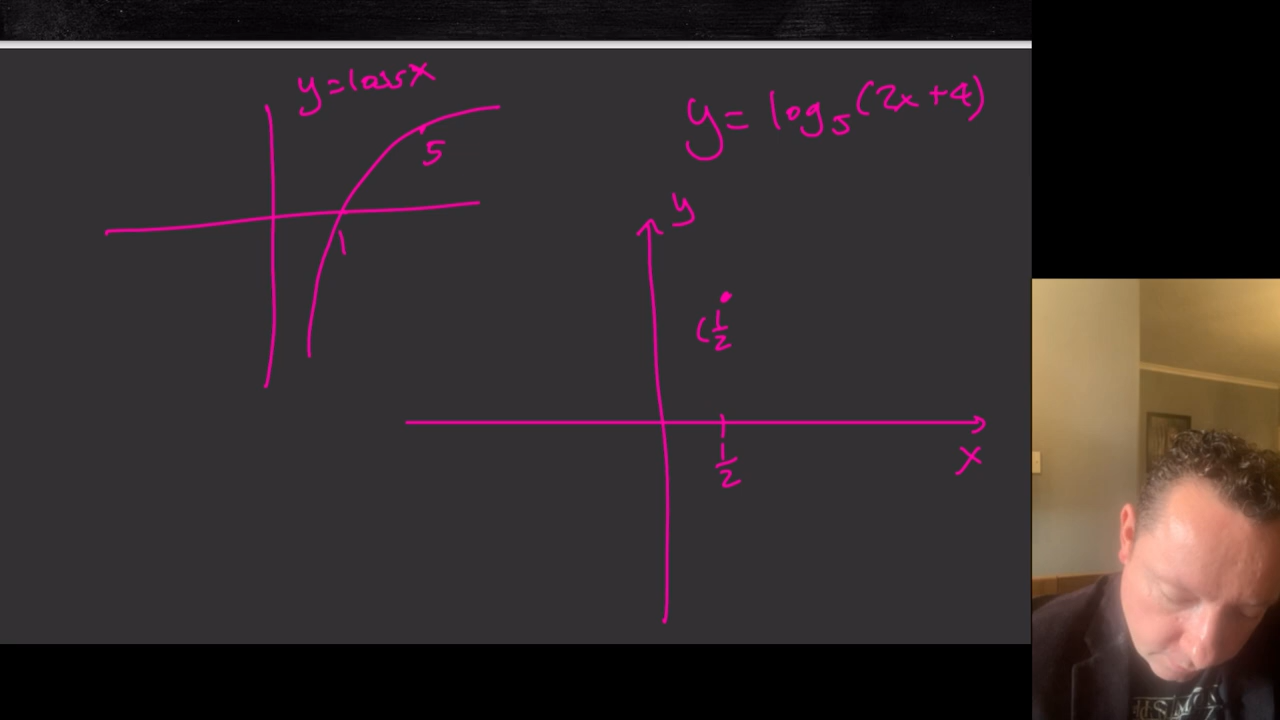 y=log5x
5
1
y= log5(2x+4)
y
(1/2
1/2
x